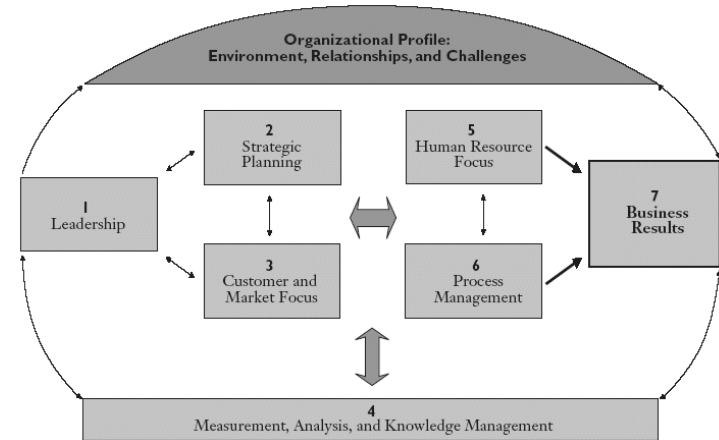 Organizational Profile:
Environment, Relationships, and Challenges
1
Leadership
2
Strategic
Planning
3
Customer and
Market Focus
5
Human Resource
Focus
6
Process
Management
7
Business
Results
4
Measurement, Analysis, and Knowledge Management